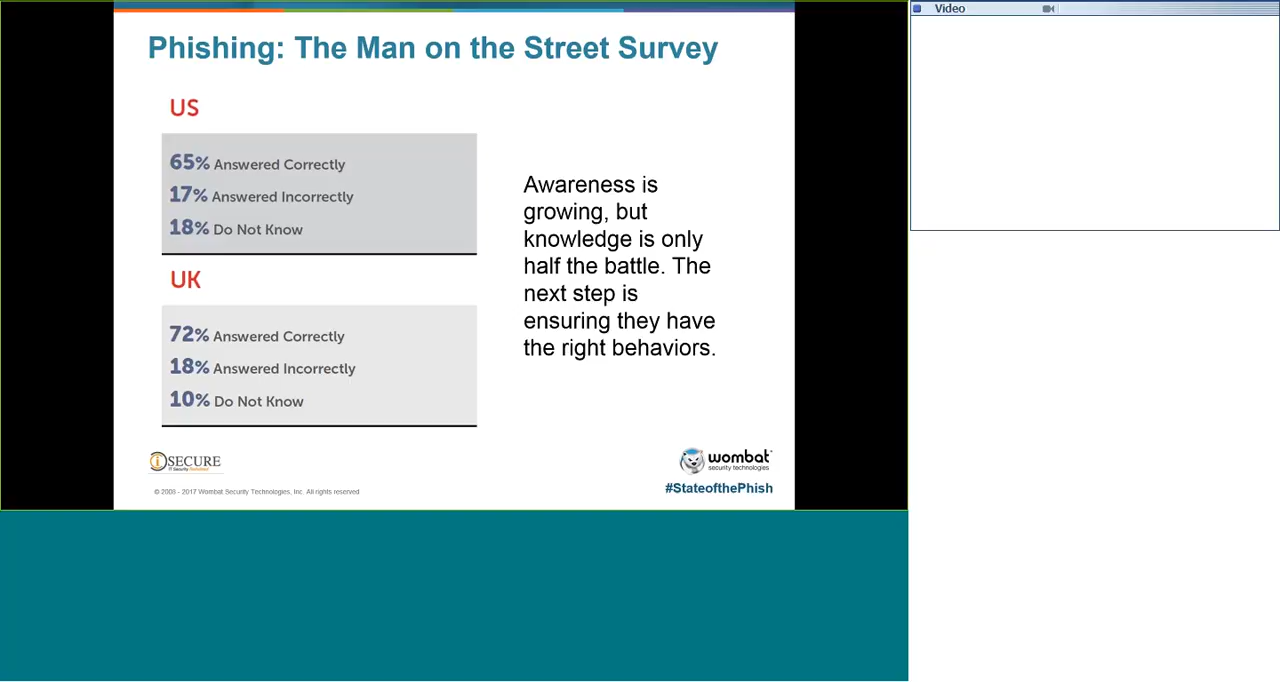 Video
Phishing: The Man on the Street Survey
US
65% Answered Correctly
17% Answered Incorrectly
18% Do Not Know
UK
72% Answered Correctly
18% Answered Incorrectly
10% Do Not Know
Awareness is
growing, but
knowledge is only
half the battle. The
next step is
ensuring they have
the right behaviors.
iSECURE
IT Security
wombat
security technologies
#StateofthePhish
© 2008 - 2017 Wombat Security Technologies, Inc. All rights reserved